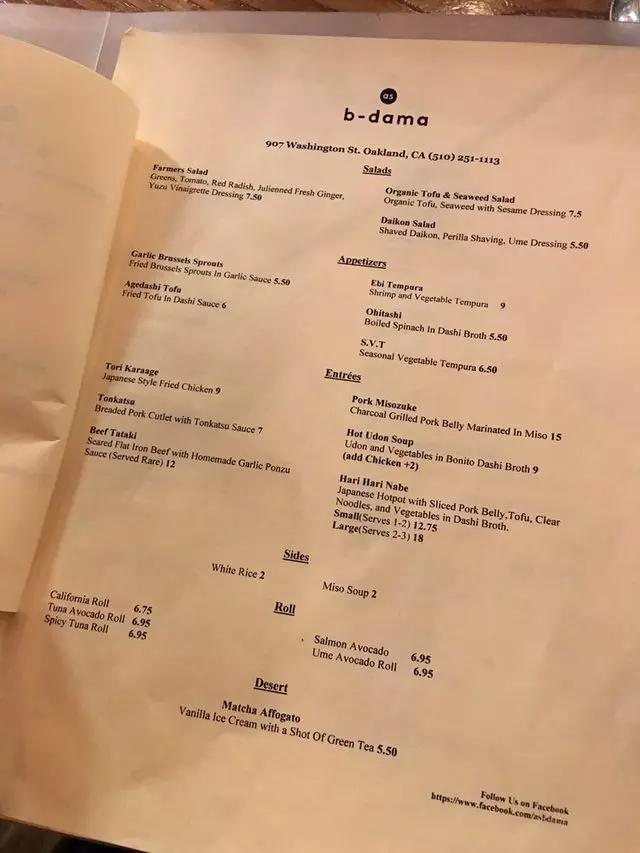 as
b-dama
907 Washington St. Oakland, CA (510) 251-1113
Salads
Farmers Salad
Greens, Tomato, Red Radish, Julienned Fresh Ginger,
Yuzu Vinaigrette Dressing 7.50
Organic Tofu & Seaweed Salad
Organic Tofu, Seaweed with Sesame Dressing 7.5
Daikon Salad
Shaved Daikon, Perilla Shaving, Ume Dressing 5.50
Appetizers
Garlic Brussels Sprouts
Fried Brussels Sprouts In Garlic Sauce 5.50
Agedashi Tofu
Fried Tofu In Dashi Sauce 6
Ebi Tempura
Shrimp and Vegetable Tempura 9
Ohitashi
Boiled Spinach In Dashi Broth 5.50
S.V.T
Seasonal Vegetable Tempura 6.50
Entrées
Tori Karaage
Japanese Style Fried Chicken 9
Tonkatsu
Breaded Pork Cutlet with Tonkatsu Sauce 7
Beef Tataki
Seared Flat Iron Beef with Homemade Garlic Ponzu
Sauce (Served Rare) 12
Pork Misozuke
Charcoal Grilled Pork Belly Marinated In Miso 15
Hot Udon Soup
Udon and Vegetables in Bonito Dashi Broth 9
(add Chicken +2)
Hari Hari Nabe
Japanese Hotpot with Sliced Pork Belly,Tofu, Clear
Noodles, and Vegetables in Dashi Broth.
Small(Serves 1-2) 12.75
Large(Serves 2-3) 18
Sides
White Rice 2
Miso Soup 2
Roll
California Roll 6.75
Tuna Avocado Roll 6.95
Spicy Tuna Roll 6.95
Salmon Avocado 6.95
Ume Avocado Roll 6.95
Desert
Matcha Affogato
Vanilla Ice Cream with a Shot Of Green Tea 5.50
Follow Us on Facebook
https://www.facebook.com/asbdama